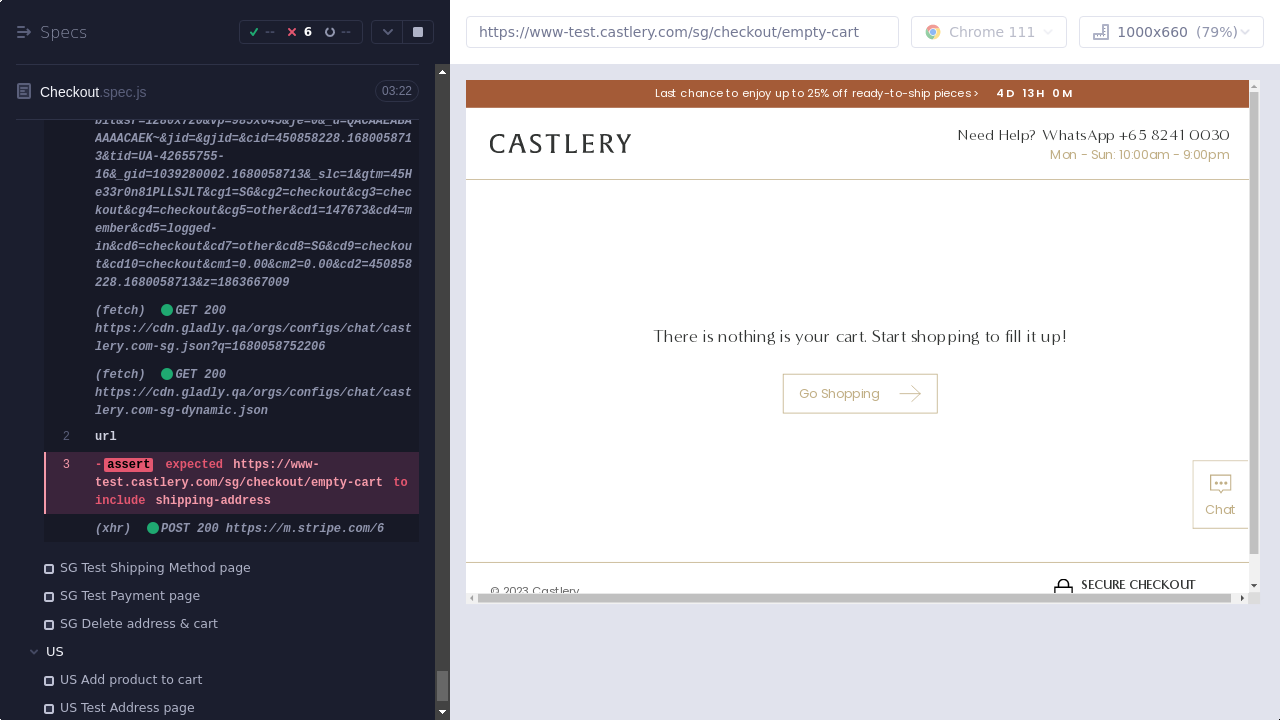 Specs
--
6
--
Checkout.spec.js
03:22
bit&sr=1280x720&vp=985x645&je=0&_u=QACAAEABA
AAAACAEK~&jid=&gjid=&cid=450858228.168005871
3&tid=UA-42655755-
16&_gid=1039280002.1680058713&_slc=1&gtm=45H
e33r0n81PLLSJLT&cg1=SG&cg2=checkout&cg3=chec
kout&cg4=checkout&cg5=other&cd1=147673&cd4=m
ember&cd5=logged-
in&cd6=checkout&cd7=other&cd8=SG&cd9=checkou
t&cd10=checkout&cm1=0.00&cm2=0.00&cd2=450858
228.1680058713&z=1863667009
(fetch) GET 200
https://cdn.gladly.qa/orgs/configs/chat/cast
lery.com-sg.json?q=1680058752206
(fetch) GET 200
https://cdn.gladly.qa/orgs/configs/chat/cast
lery.com-sg-dynamic.json
2 url
3 -assert expected https://www-
test.castlery.com/sg/checkout/empty-cart to
include shipping-address
(xhr) POST 200 https://m.stripe.com/6
SG Test Shipping Method page
SG Test Payment page
SG Delete address & cart
US
US Add product to cart
US Test Address page
https://www-test.castlery.com/sg/checkout/empty-cart
Chrome 111
1000x660 (79%)
Last chance to enjoy up to 25% off ready-to-ship pieces > 4D 13H 0M
CASTLERY
Need Help? WhatsApp +65 8241 0030
Mon - Sun: 10:00am - 9:00pm
There is nothing is your cart. Start shopping to fill it up!
Go Shopping
Chat
© 2023 Castlery
SECURE CHECKOUT